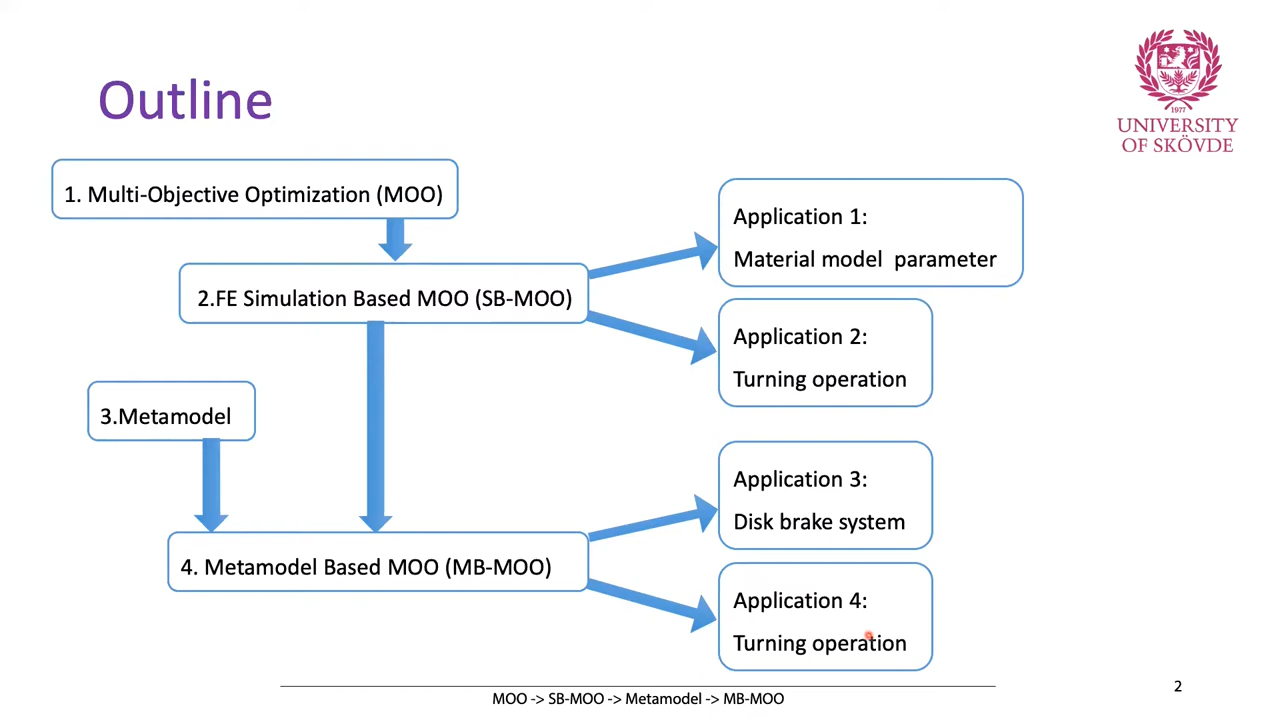 Outline
1977
UNIVERSITY
OF SKÖVDE
1. Multi-Objective Optimization (MOO)
Application 1:
Material model  parameter
2.FE Simulation Based MOO (SB-MOO)
Application 2:
Turning operation
3.Metamodel
Application 3:
Disk brake system
4. Metamodel Based MOO (MB-MOO)
Application 4:
Turning operation
2
MOO -> SB-MOO -> Metamodel -> MB-MOO